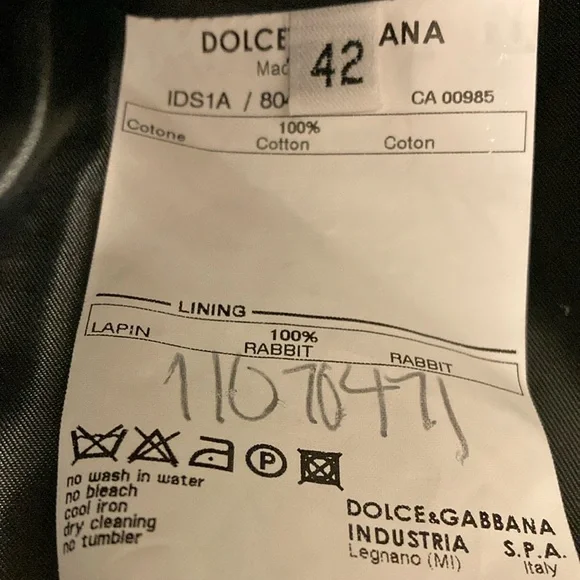 DOLCE ANA
42
Mad
IDS1A / 80 CA 00985
100%
Cotone Cotton Coton
LINING
100%
LAPIN RABBIT RABBIT
P
no wash in water
no bleach
cool iron
dry cleaning
no tumbler
DOLCE&GABBANA
INDUSTRIA S.P.A.
Legnano (MI) Italy